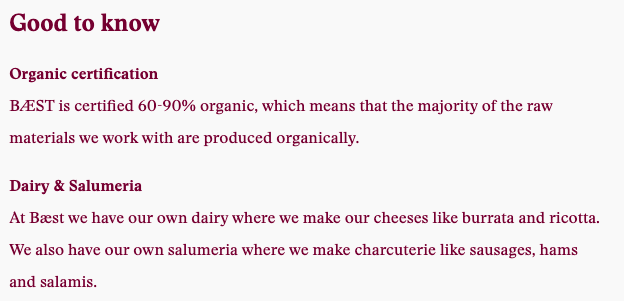 Good to know
Organic certification
BÆST is certified 60-90% organic, which means that the majority of the raw
materials we work with are produced organically.
Dairy & Salumeria
At Bæst we have our own dairy where we make our cheeses like burrata and ricotta.
We also have our own salumeria where we make charcuterie like sausages, hams
and salamis.